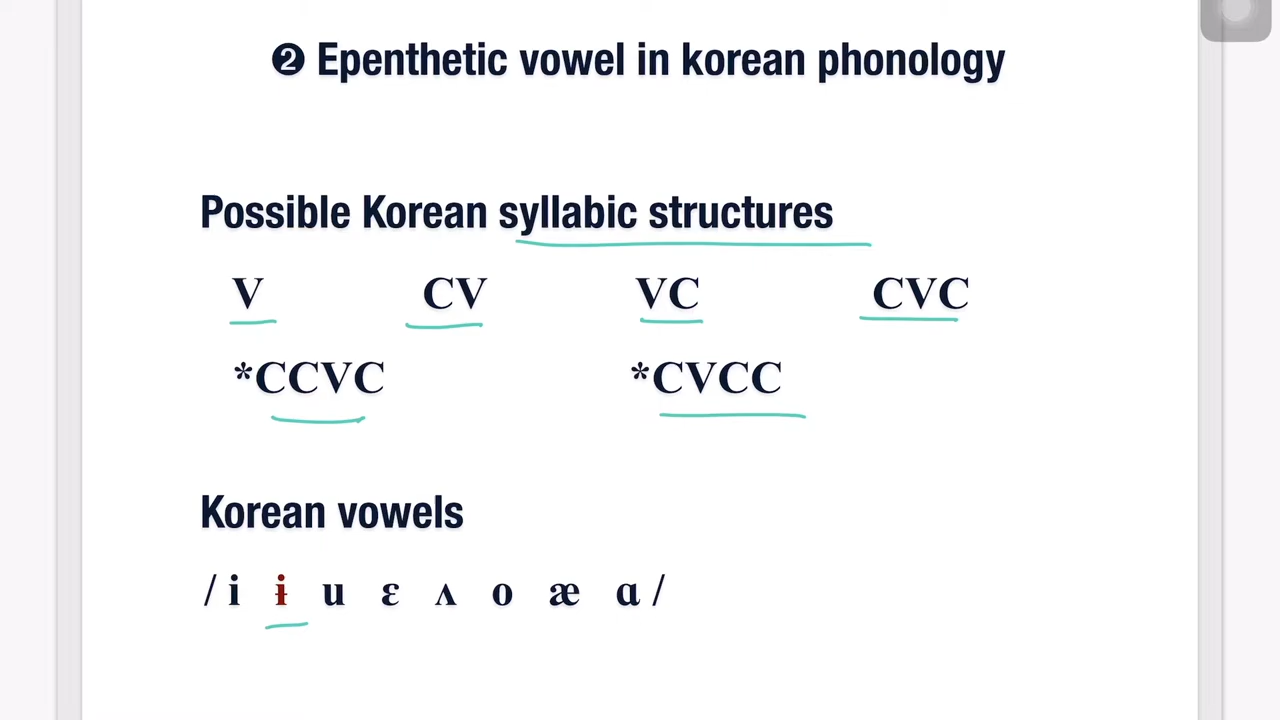 ❷ Epenthetic vowel in korean phonology
Possible Korean syllabic structures
V CV VC CVC
*CCVC *CVCC
Korean vowels
/ i ɨ u ɛ ʌ o æ ɑ /